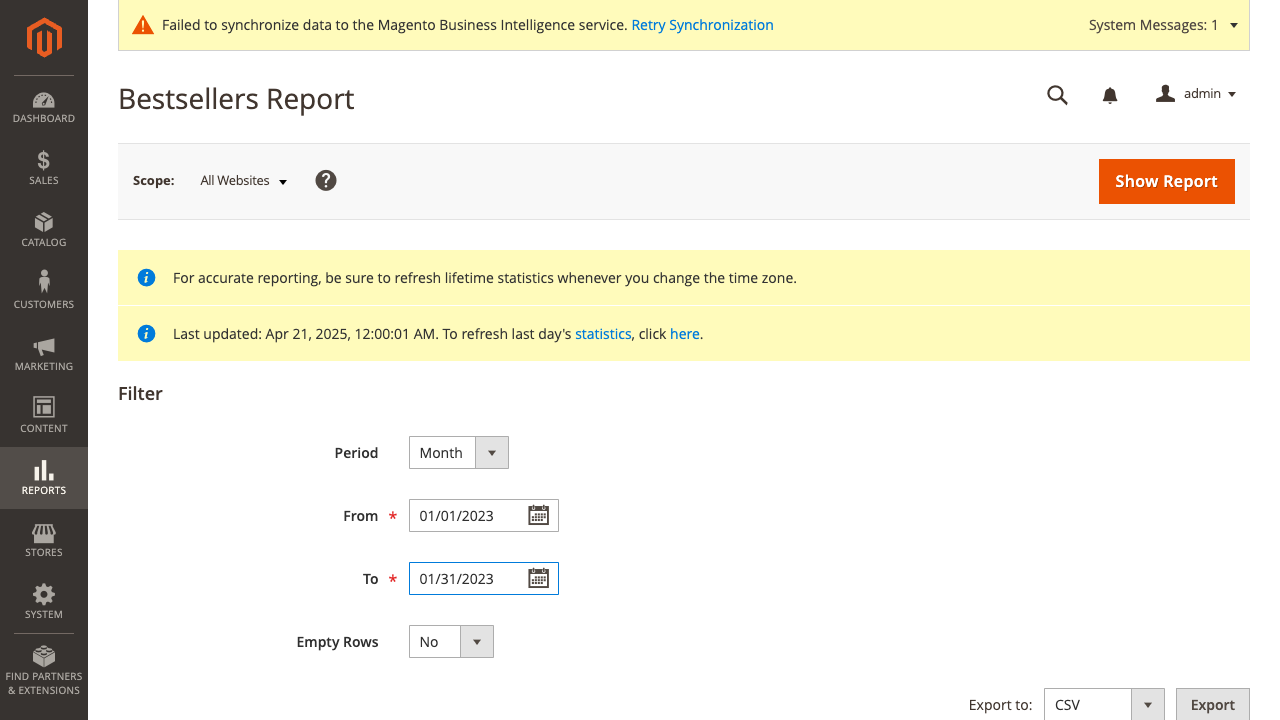 Failed to synchronize data to the Magento Business Intelligence service. Retry Synchronization
System Messages: 1
Bestsellers Report
admin
DASHBOARD
SALES
CATALOG
CUSTOMERS
MARKETING
CONTENT
REPORTS
STORES
SYSTEM
FIND PARTNERS
& EXTENSIONS
Scope: All Websites
Show Report
For accurate reporting, be sure to refresh lifetime statistics whenever you change the time zone.
Last updated: Apr 21, 2025, 12:00:01 AM. To refresh last day's statistics, click here.
Filter
Period Month
From * 01/01/2023
To * 01/31/2023
Empty Rows No
Export to: CSV Export